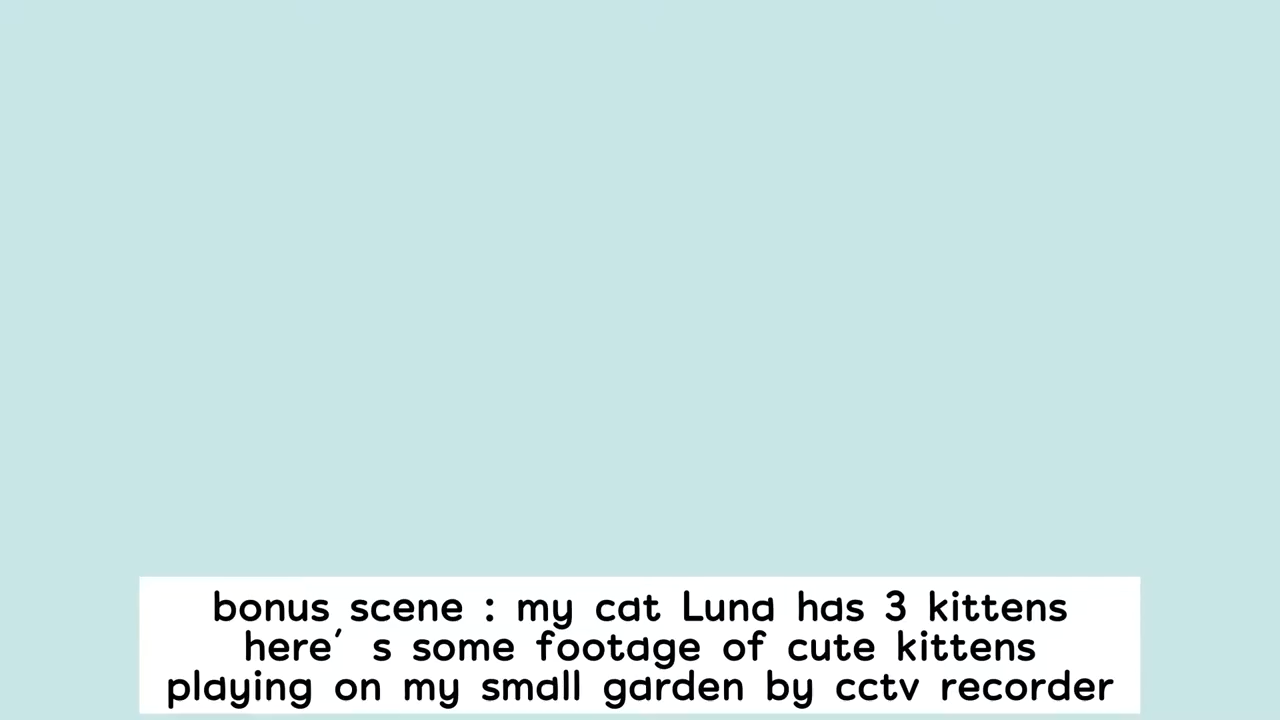 bonus scene : my cat Luna has 3 kittens
here’ s some footage of cute kittens
playing on my small garden by cctv recorder